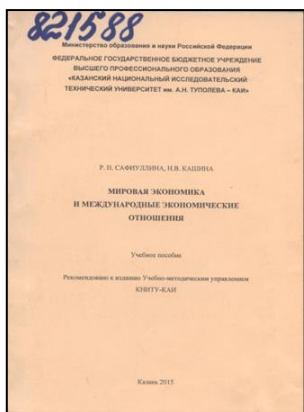 821588
Министерство образования и науки Российской Федерации
ФЕДЕРАЛЬНОЕ ГОСУДАРСТВЕННОЕ БЮДЖЕТНОЕ УЧРЕЖДЕНИЕ
ВЫСШЕГО ПРОФЕССИОНАЛЬНОГО ОБРАЗОВАНИЯ
«КАЗАНСКИЙ НАЦИОНАЛЬНЫЙ ИССЛЕДОВАТЕЛЬСКИЙ
ТЕХНИЧЕСКИЙ УНИВЕРСИТЕТ им. А.Н. ТУПОЛЕВА – КАИ»
Р. Н. САФИУЛЛИНА, Н.В. КАШИНА
МИРОВАЯ ЭКОНОМИКА
И МЕЖДУНАРОДНЫЕ ЭКОНОМИЧЕСКИЕ
ОТНОШЕНИЯ
Учебное пособие
Рекомендовано к изданию Учебно-методическим управлением
КНИТУ-КАИ
Казань 2015